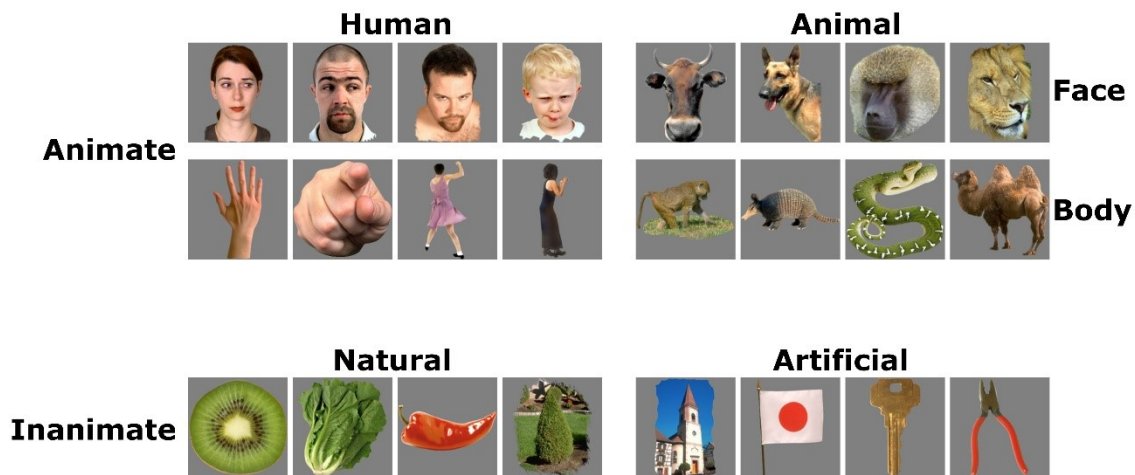 Human
Animal
Face
Animate
Body
Natural
Artificial
Inanimate